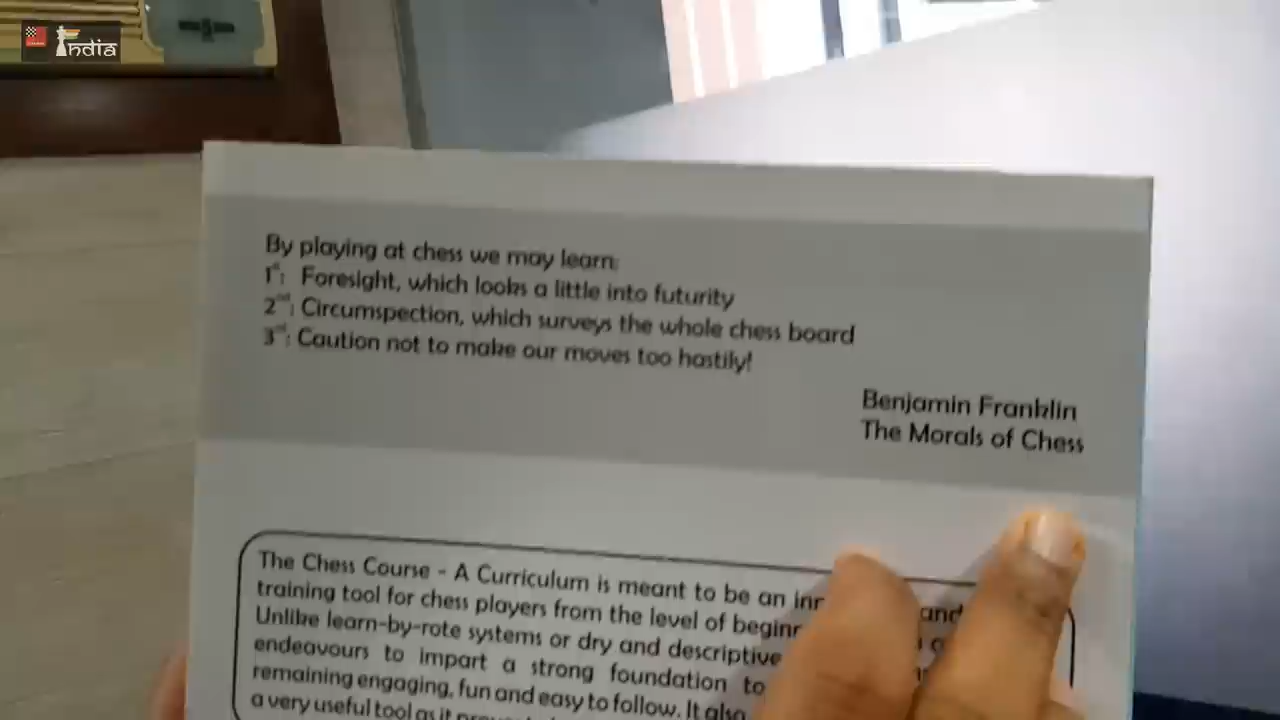 India
By playing at chess we may learn:
1st: Foresight, which looks a little into futurity
2nd: Circumspection, which surveys the whole chess board
3rd: Caution not to make our moves too hastily!
Benjamin Franklin
The Morals of Chess
The Chess Course - A Curriculum is meant to be an and
training tool for chess players from the level of
Unlike learn-by-rote systems or dry and descriptive
endeavours to impart a strong foundation to
remaining engaging, fun and easy to follow. It also
a very useful tool as it